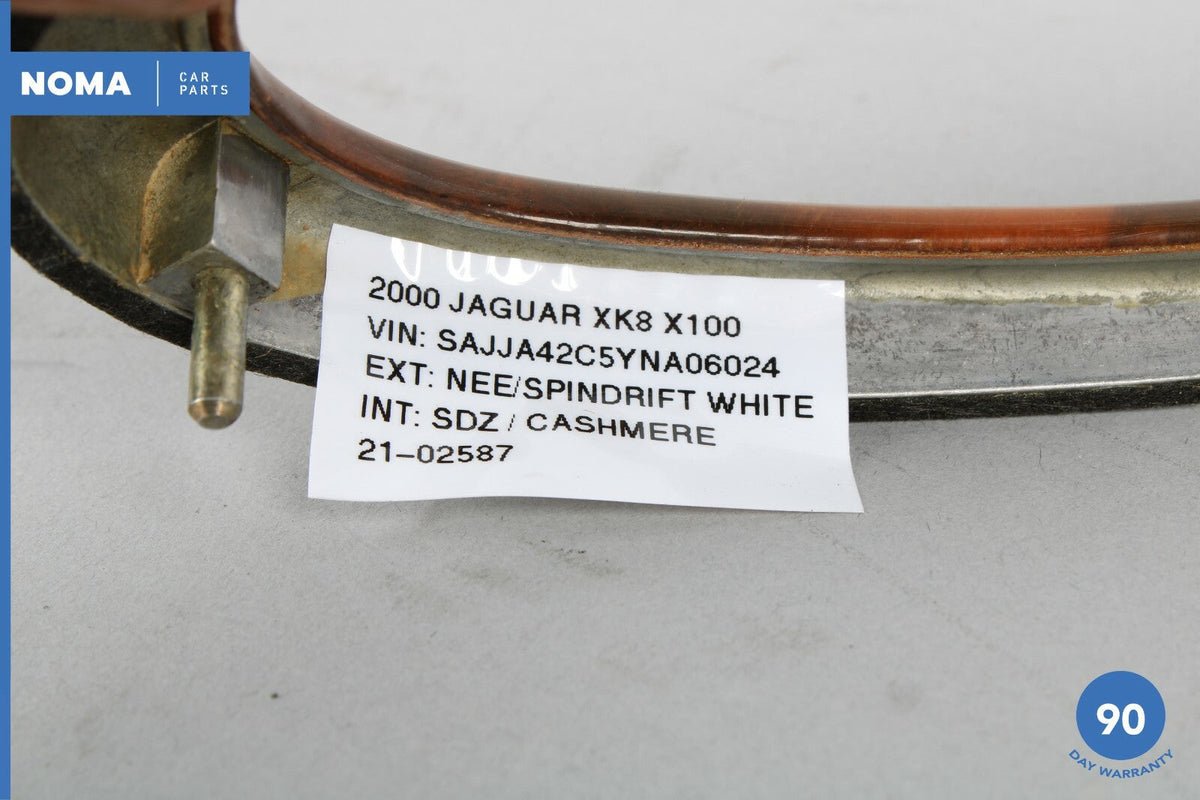 NOMA
CAR
PARTS
2000 JAGUAR XK8 X100
VIN: SAJJA42C5YNA06024
EXT: NEE/SPINDRIFT WHITE
INT: SDZ / CASHMERE
21-02587
90
DAY WARRANTY